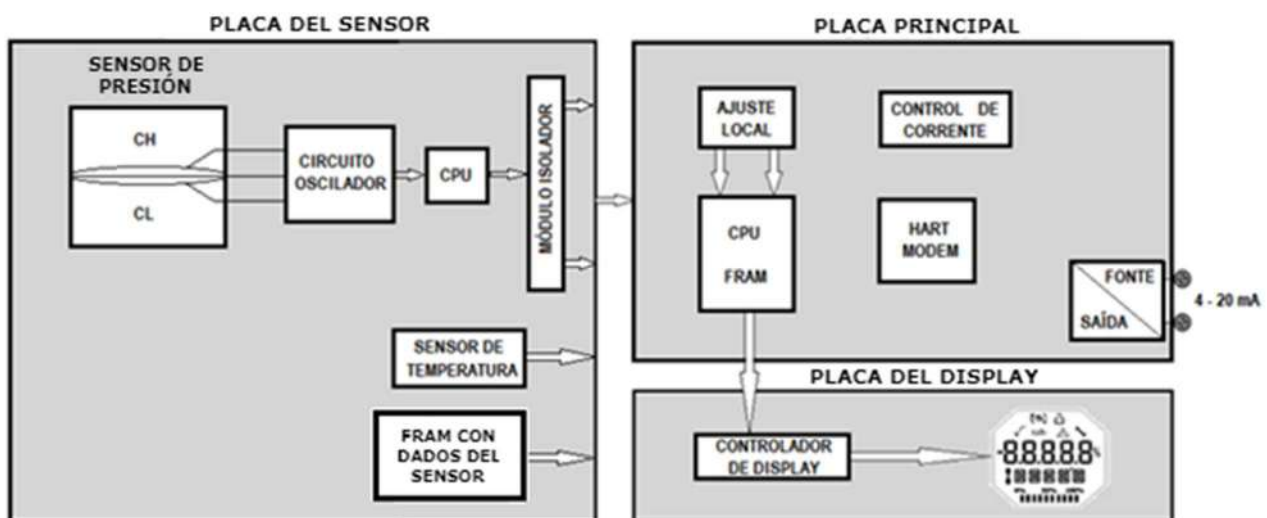 PLACA DEL SENSOR
SENSOR DE
PRESIÓN
CH
CL
CIRCUITO
OSCILADOR
CPU
MÓDULO ISOLADOR
SENSOR DE
TEMPERATURA
FRAM CON
DADOS DEL
SENSOR
PLACA PRINCIPAL
AJUSTE
LOCAL
CONTROL DE
CORRENTE
CPU
FRAM
HART
MODEM
FONTE
SAÍDA
4 - 20 mA
PLACA DEL DISPLAY
CONTROLADOR
DE DISPLAY
88888